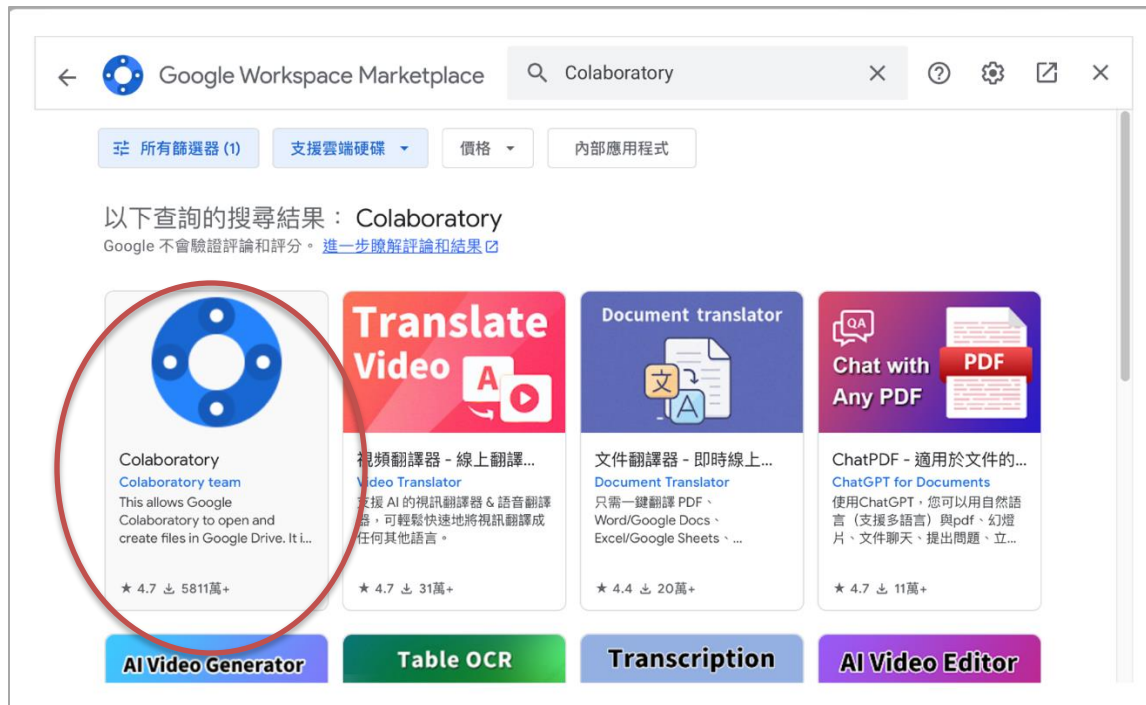 Google Workspace Marketplace
Colaboratory
所有篩選器 (1)
支援雲端硬碟
價格
內部應用程式
以下查詢的搜尋結果： Colaboratory
Google 不會驗證評論和評分。 進一步瞭解評論和結果
Colaboratory
Colaboratory team
This allows Google
Colaboratory to open and
create files in Google Drive. It i...
★ 4.7 5811萬+
Translate
Video
A
視頻翻譯器 - 線上翻譯...
Video Translator
支援 AI 的視訊翻譯器 & 語音翻譯
器，可輕鬆快速地將視訊翻譯成
任何其他語言。
★ 4.7 31萬+
Document translator
文
A
文件翻譯器 - 即時線上...
Document Translator
只需一鍵翻譯 PDF、
Word/Google Docs、
Excel/Google Sheets、...
★ 4.4 20萬+
QA
Chat with
Any PDF
PDF
ChatPDF - 適用於文件的...
ChatGPT for Documents
使用ChatGPT，您可以用自然語
言（支援多語言）與pdf、幻燈
片、文件聊天、提出問題、立...
★ 4.7 11萬+
AI Video Generator
Table OCR
Transcription
AI Video Editor